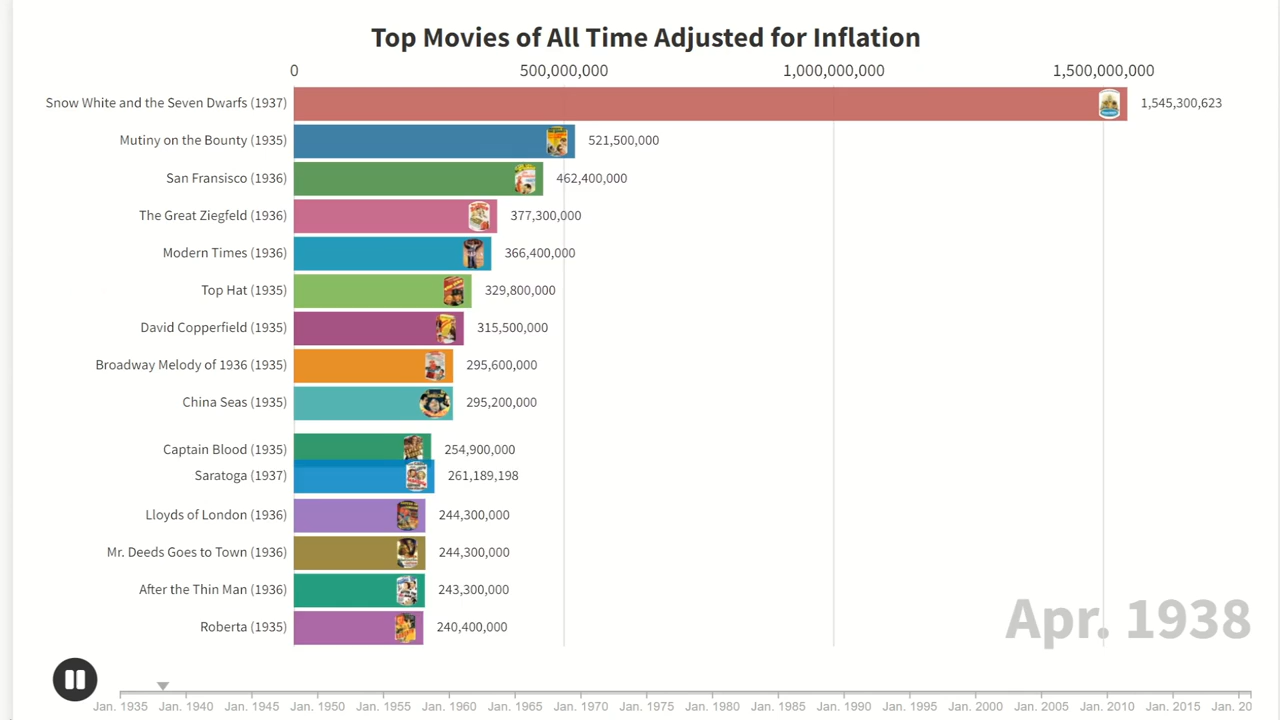 Top Movies of All Time Adjusted for Inflation
0 500,000,000 1,000,000,000 1,500,000,000
Snow White and the Seven Dwarfs (1937) 1,545,300,623
Mutiny on the Bounty (1935) 521,500,000
San Fransisco (1936) 462,400,000
The Great Ziegfeld (1936) 377,300,000
Modern Times (1936) 366,400,000
Top Hat (1935) 329,800,000
David Copperfield (1935) 315,500,000
Broadway Melody of 1936 (1935) 295,600,000
China Seas (1935) 295,200,000
Captain Blood (1935) 254,900,000
Saratoga (1937) 261,189,198
Lloyds of London (1936) 244,300,000
Mr. Deeds Goes to Town (1936) 244,300,000
After the Thin Man (1936) 243,300,000
Roberta (1935) 240,400,000
Apr. 1938
Jan. 1935 Jan. 1940 Jan. 1945 Jan. 1950 Jan. 1955 Jan. 1960 Jan. 1965 Jan. 1970 Jan. 1975 Jan. 1980 Jan. 1985 Jan. 1990 Jan. 1995 Jan. 2000 Jan. 2005 Jan. 2010 Jan. 2015 Jan. 20